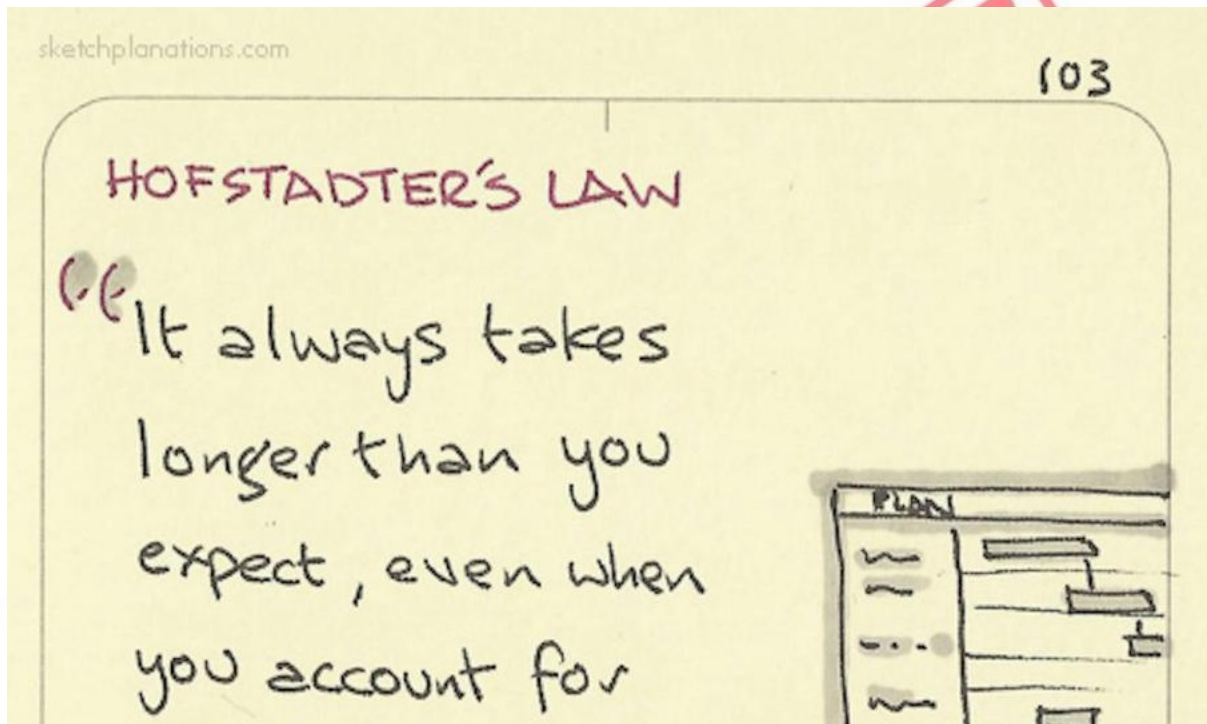 sketchplanations.com
103
HOFSTADTER'S LAW
“It always takes
longer than you
expect, even when
you account for
PLAN